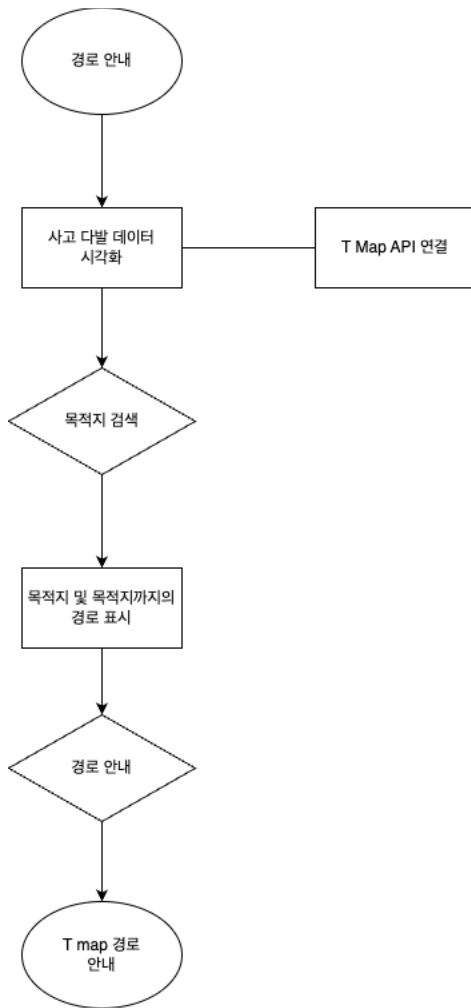 경로 안내
사고 다발 데이터
시각화
T Map API 연결
목적지 검색
목적지 및 목적지까지의
경로 표시
경로 안내
T map 경로
안내